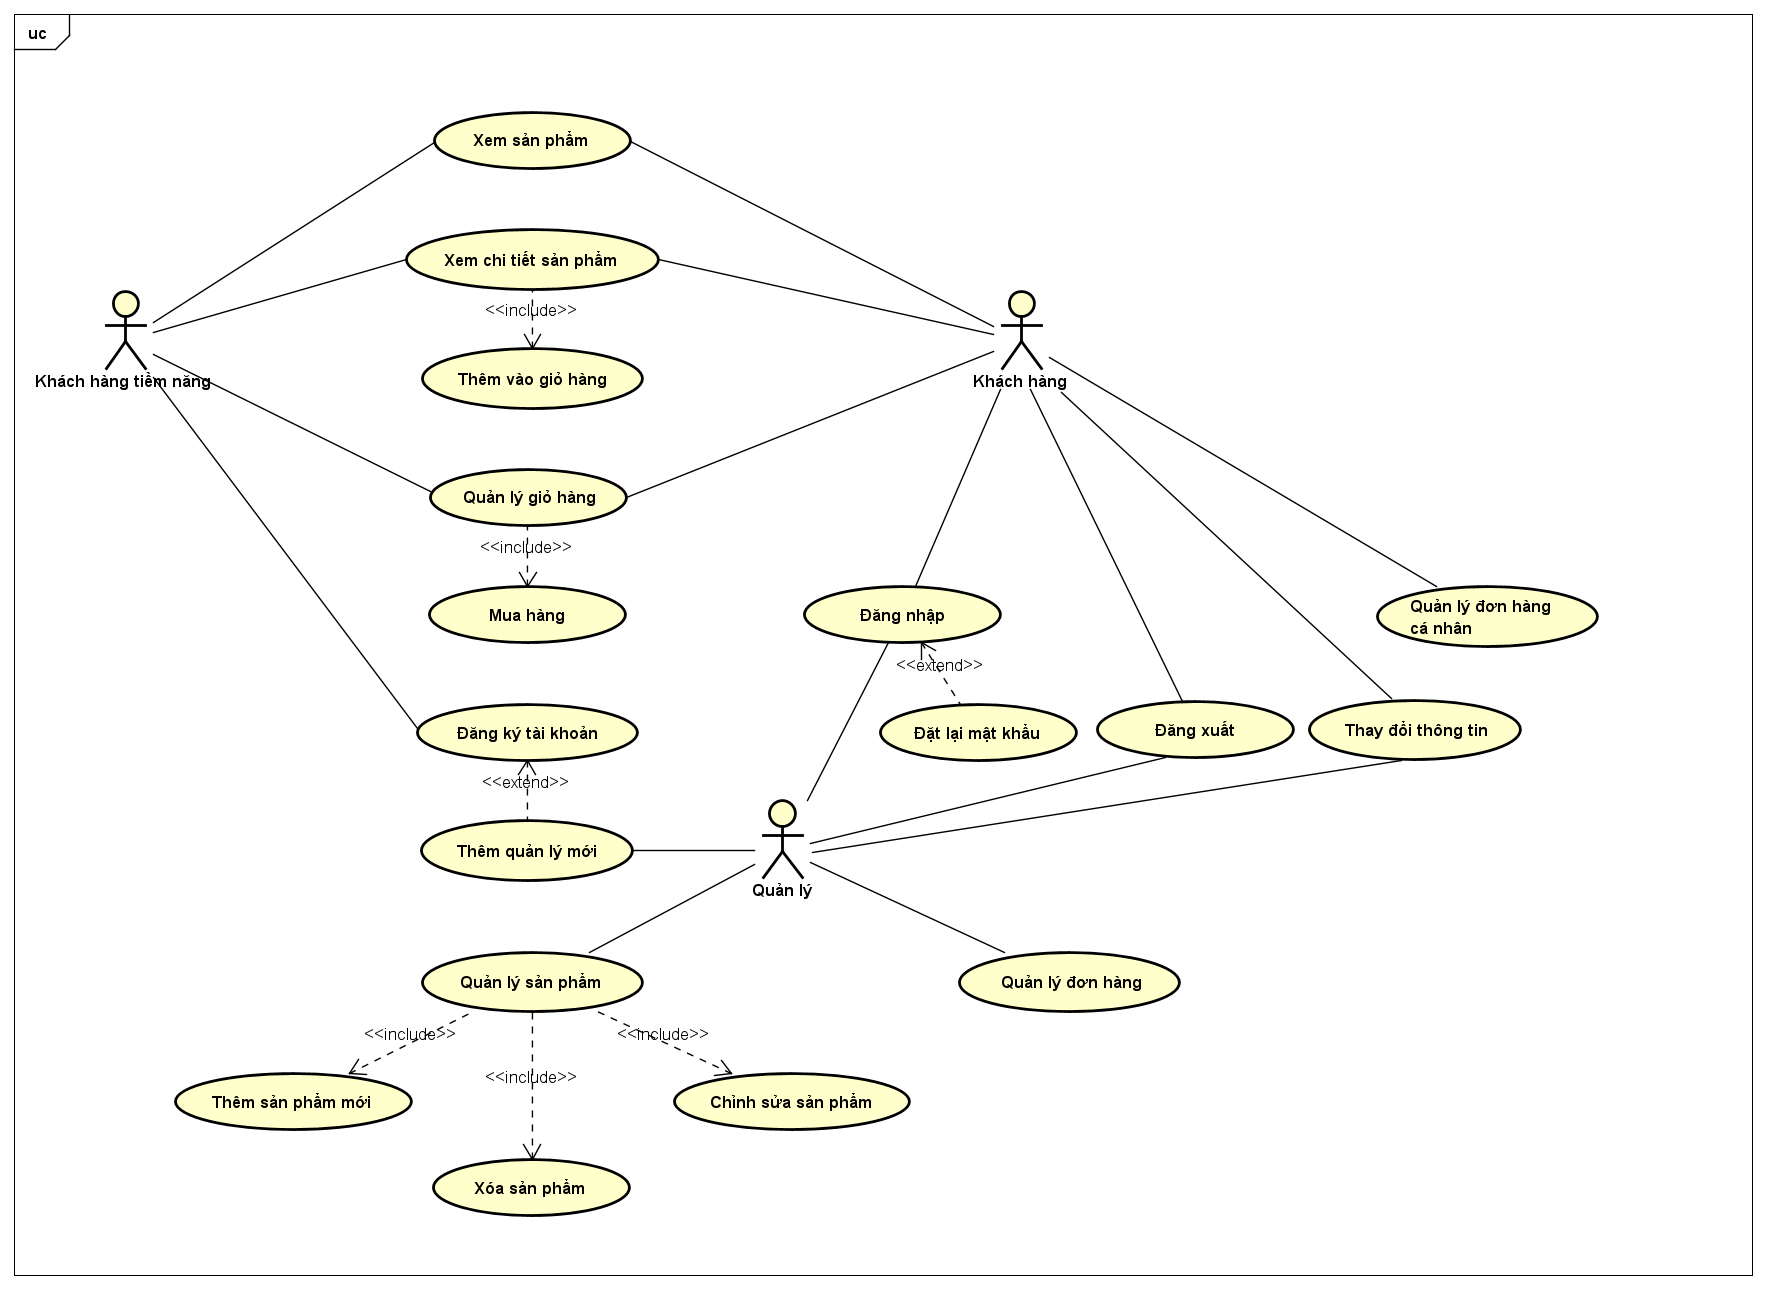 uc
Xem sản phẩm
Xem chi tiết sản phẩm
<<include>>
Thêm vào giỏ hàng
Khách hàng tiềm năng
Khách hàng
Quản lý giỏ hàng
<<include>>
Mua hàng
Đăng nhập
Quản lý đơn hàng
cá nhân
<<extend>>
Đăng ký tài khoản
Đặt lại mật khẩu
Đăng xuất
Thay đổi thông tin
<<extend>>
Thêm quản lý mới
Quản lý
Quản lý sản phẩm
Quản lý đơn hàng
<<include>>
<<include>>
<<include>>
Thêm sản phẩm mới
Chỉnh sửa sản phẩm
Xóa sản phẩm